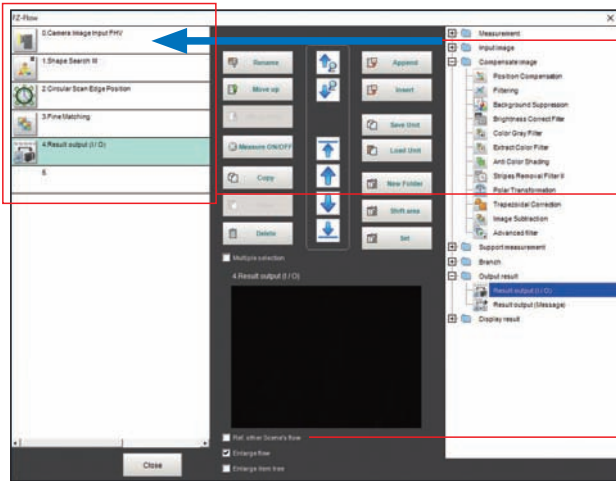 FZ-Flow
0.Camera Image Input FHV
1.Shape Search III
2.Circular Scan Edge Position
3.Fine Matching
4.Result output (I / O)
5.
Rename
Move up
Measure ON/OFF
Copy
Delete
Append
Insert
Save Unit
Load Unit
New Folder
Shift area
Set
Multiple selection
4.Result output (I / O)
Ref. other Scene's flow
Enlarge flow
Enlarge item tree
Close
Measurement
Input image
Compensate image
Position Compensation
Filtering
Background Suppression
Brightness Correct Filter
Color Gray Filter
Extract Color Filter
Anti Color Shading
Stripes Removal Filter II
Polar Transformation
Trapezoidal Correction
Image Subtraction
Advanced filter
Support measurement
Branch
Output result
Result output (I / O)
Result output (Message)
Display result